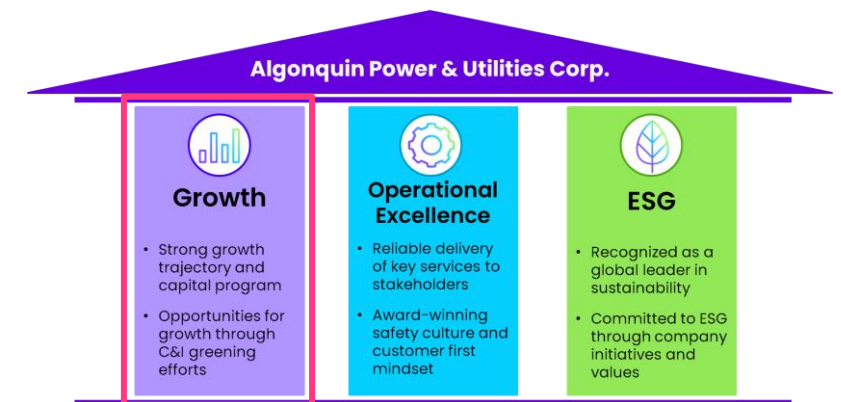 Algonquin Power & Utilities Corp.
Growth
• Strong growth
trajectory and
capital program
• Opportunities for
growth through
C&I greening
efforts
Operational
Excellence
• Reliable delivery
of key services to
stakeholders
• Award-winning
safety culture and
customer first
mindset
ESG
• Recognized as a
global leader in
sustainability
• Committed to ESG
through company
initiatives and
values